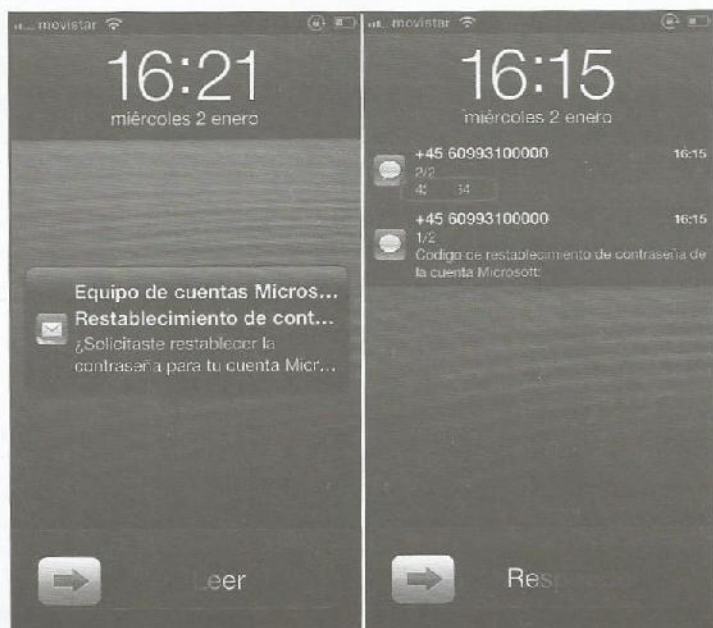 movistar
16:21
miércoles 2 enero
Equipo de cuentas Micros...
Restablecimiento de cont...
¿Solicitaste restablecer la
contraseña para tu cuenta Micr...
Leer
movistar
16:15
miércoles 2 enero
+45 60993100000 16:15
2/2
+45 60993100000 16:15
1/2
Codigo de restablecimiento de contraseña de
la cuenta Microsoft: